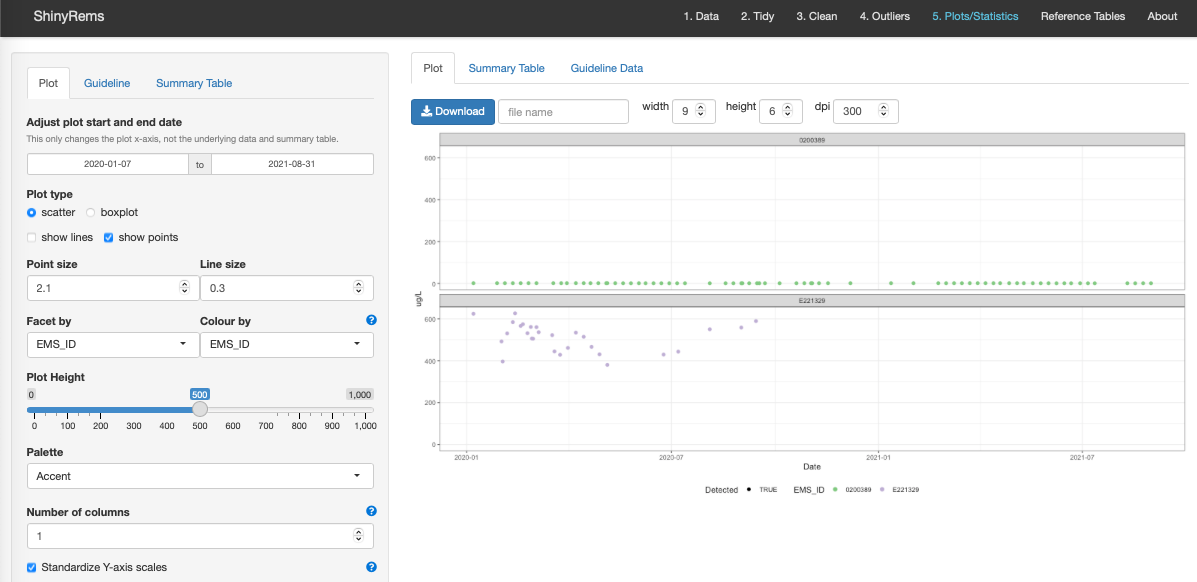 ShinyRems 1. Data 2. Tidy 3. Clean 4. Outliers 5. Plots/Statistics Reference Tables About
Plot Guideline Summary Table
Adjust plot start and end date
This only changes the plot x-axis, not the underlying data and summary table.
2020-01-07 to 2021-08-31
Plot type
scatter boxplot
show lines show points
Point size Line size
2.1 0.3
Facet by Colour by ?
EMS_ID EMS_ID
Plot Height
0 500 1,000
0 100 200 300 400 500 600 700 800 900 1,000
Palette
Accent
Number of columns ?
1
Standardize Y-axis scales ?
Plot Summary Table Guideline Data
Download file name width 9 height 6 dpi 300
0200389
600
400
200
0
ug/L
E221329
600
400
200
0
2020-01 2020-07 2021-01 2021-07
Date
Detected TRUE EMS_ID 0200389 E221329